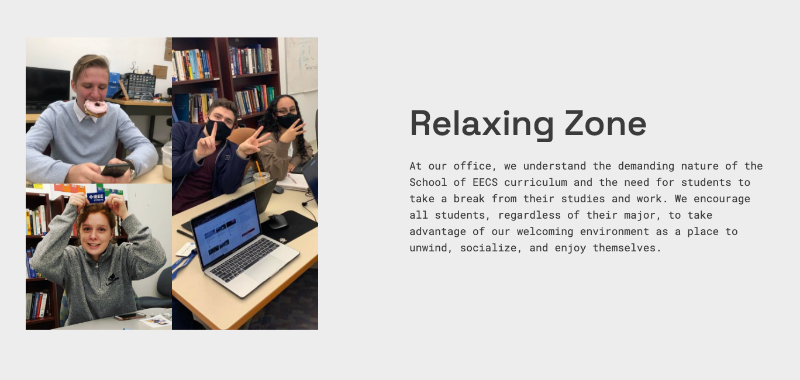 Relaxing Zone
At our office, we understand the demanding nature of the
School of EECS curriculum and the need for students to
take a break from their studies and work. We encourage
all students, regardless of their major, to take
advantage of our welcoming environment as a place to
unwind, socialize, and enjoy themselves.